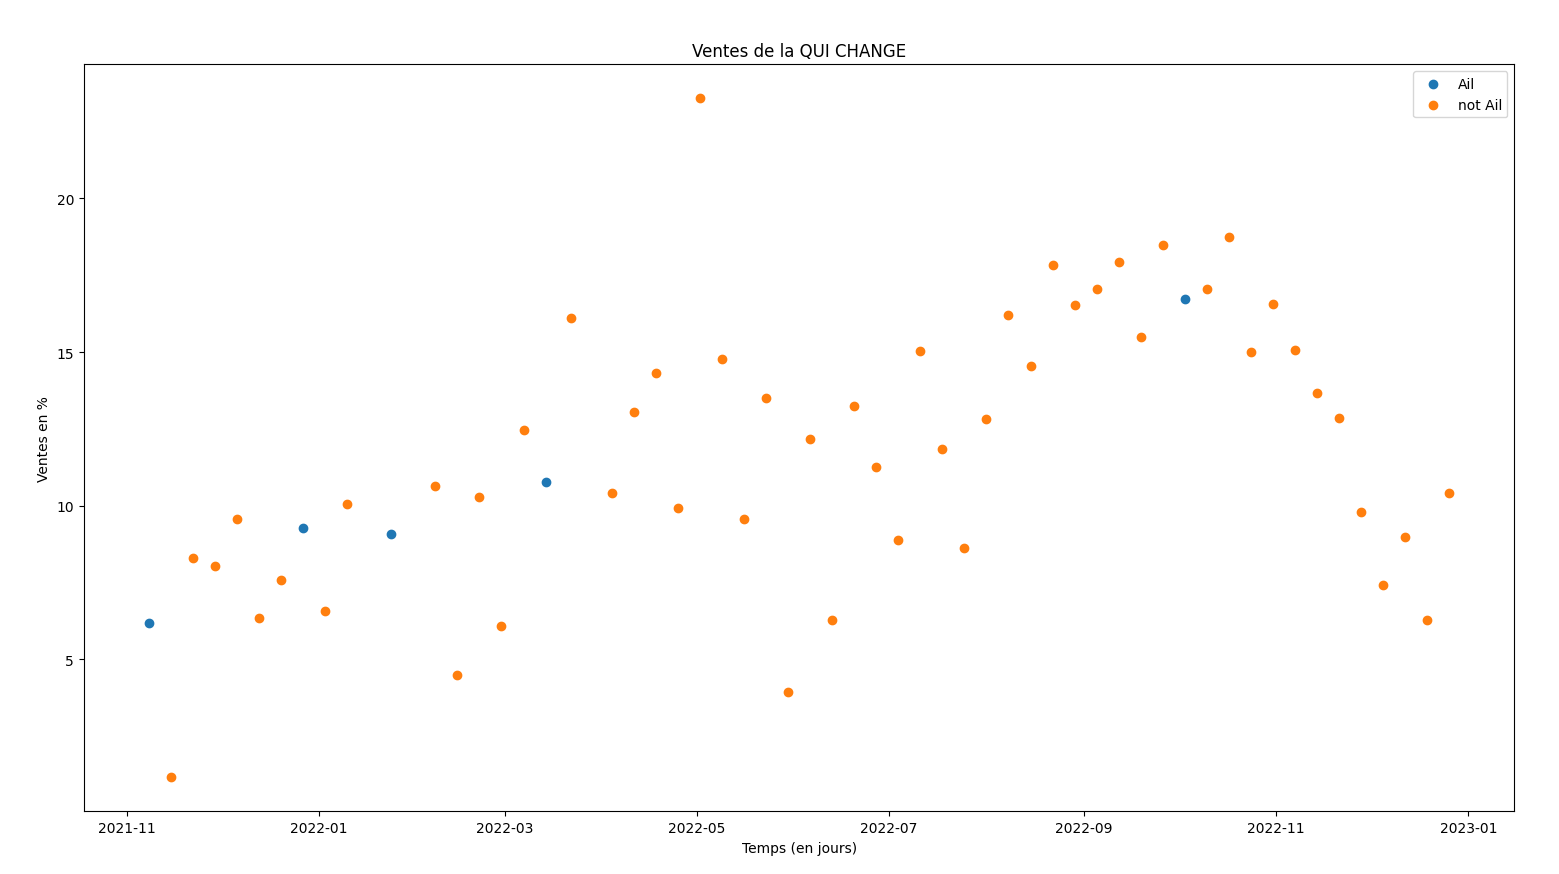 Ventes de la QUI CHANGE
Ail
not Ail
Ventes en %
20
15
10
5
2021-11
2022-01
2022-03
2022-05
2022-07
2022-09
2022-11
2023-01
Temps (en jours)